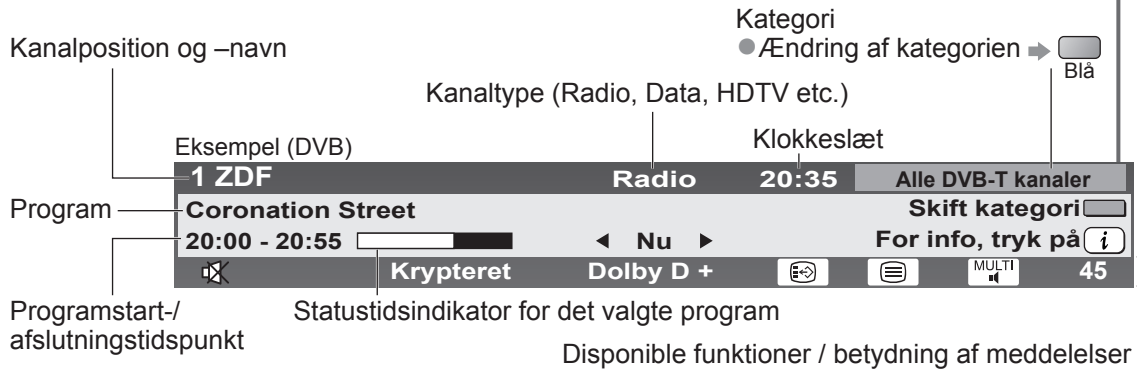 Kategori
Kanalposition og –navn
Ændring af kategorien
Blå
Kanaltype (Radio, Data, HDTV etc.)
Eksempel (DVB)
Klokkeslæt
1 ZDF Radio 20:35 Alle DVB-T kanaler
Program Coronation Street Skift kategori
20:00 - 20:55 Nu For info, tryk på i
Krypteret Dolby D + MULTI 45
Programstart-/
afslutningstidspunkt
Statustidsindikator for det valgte program
Disponible funktioner / betydning af meddelelser